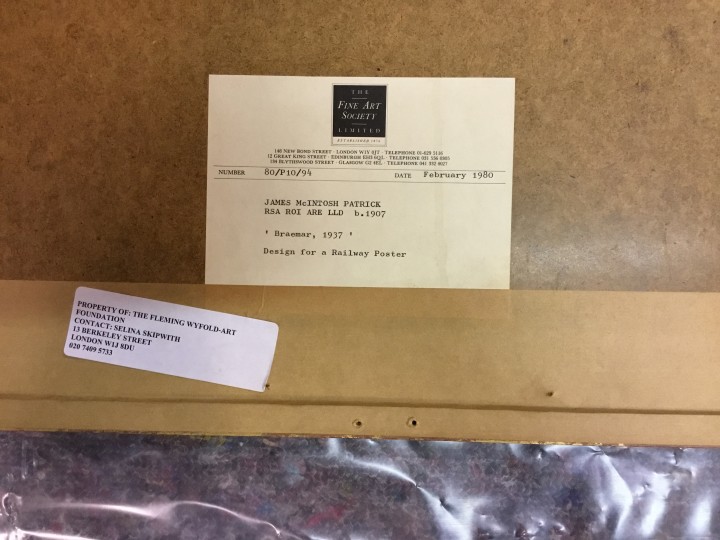 THE
FINE ART
SOCIETY
LIMITED
ESTABLISHED 1876
148 NEW BOND STREET · LONDON W1Y 0JT · TELEPHONE 01-629 5116
12 GREAT KING STREET · EDINBURGH EH3 6QL · TELEPHONE 031 556 0305
134 BLYTHSWOOD STREET · GLASGOW G2 4EL · TELEPHONE 041 332 4027
NUMBER 80/P10/94 DATE February 1980
JAMES McINTOSH PATRICK
RSA ROI ARE LLD b.1907
' Braemar, 1937 '
Design for a Railway Poster
PROPERTY OF: THE FLEMING WYFOLD-ART
FOUNDATION
CONTACT: SELINA SKIPWITH
13 BERKELEY STREET
LONDON W1J 8DU
020 7409 5733